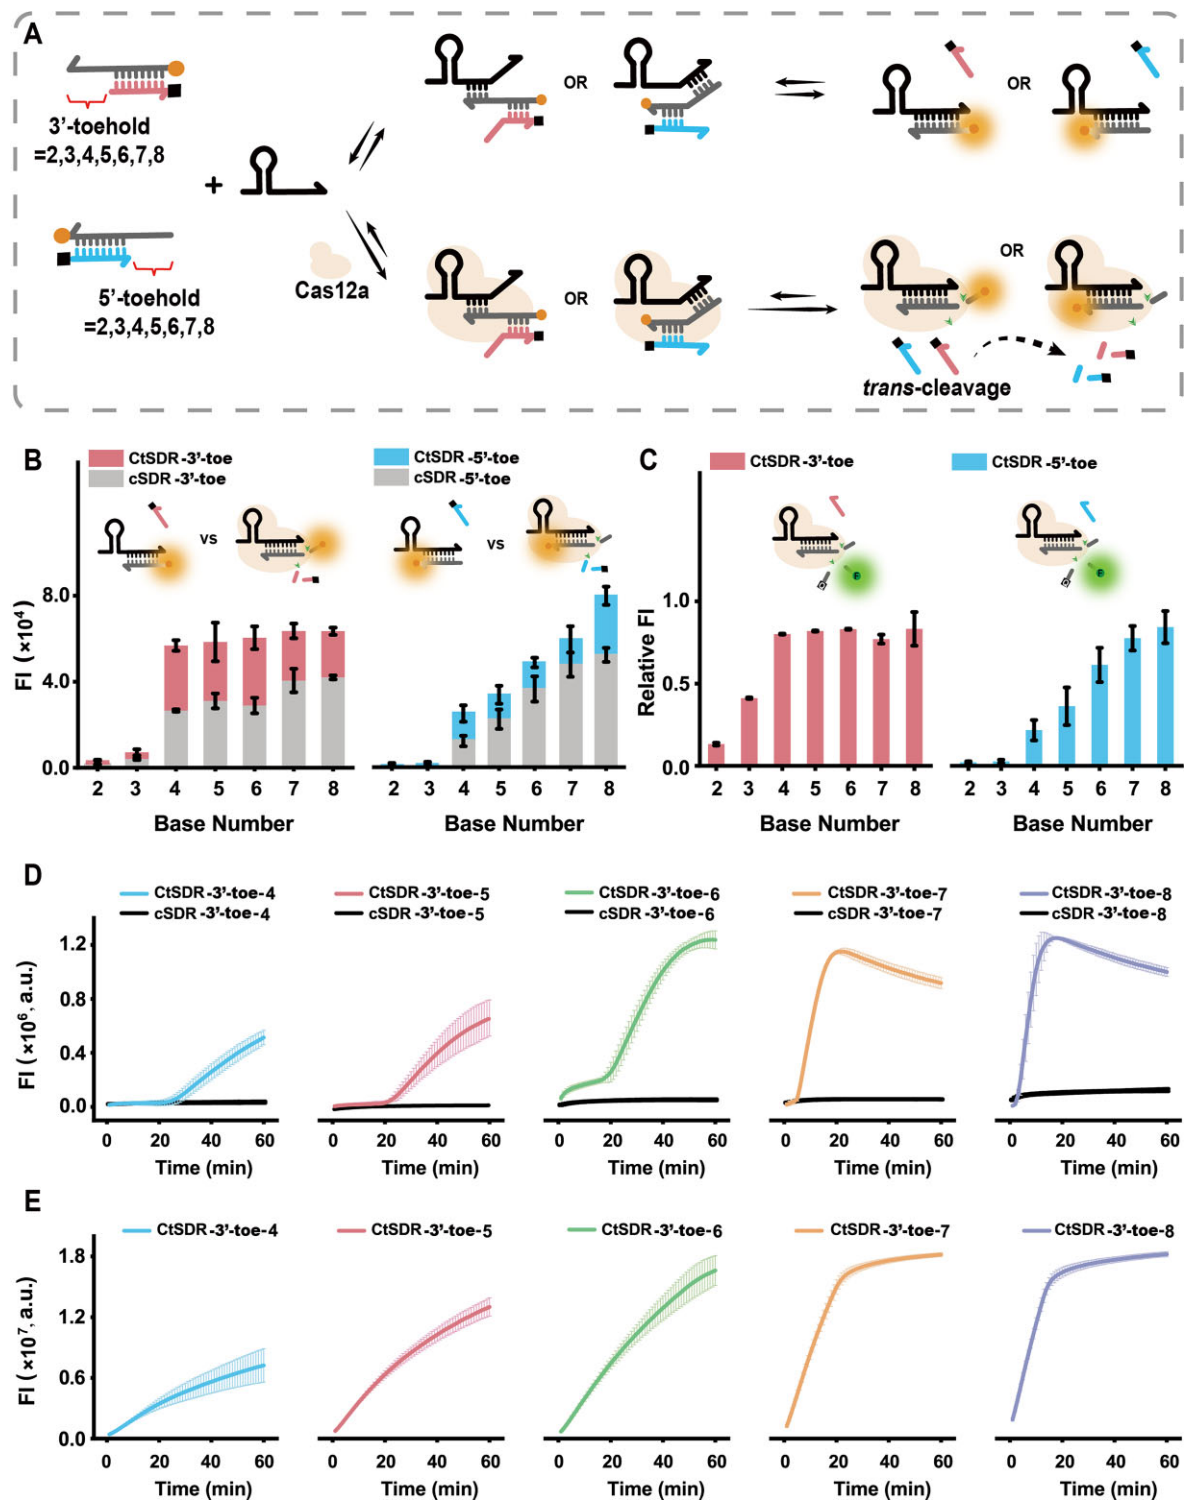 A
3'-toehold
=2,3,4,5,6,7,8
+
OR
OR
5'-toehold
=2,3,4,5,6,7,8
Cas12a
OR
OR
trans-cleavage
B
CtSDR-3'-toe
cSDR-3'-toe
CtSDR-5'-toe
cSDR-5'-toe
vs
vs
FI (×10⁴)
8.0
4.0
0.0
2 3 4 5 6 7 8
2 3 4 5 6 7 8
Base Number
Base Number
C
CtSDR-3'-toe
CtSDR-5'-toe
Relative FI
1.0
0.5
0.0
2 3 4 5 6 7 8
2 3 4 5 6 7 8
Base Number
Base Number
D
CtSDR-3'-toe-4
cSDR-3'-toe-4
CtSDR-3'-toe-5
cSDR-3'-toe-5
CtSDR-3'-toe-6
cSDR-3'-toe-6
CtSDR-3'-toe-7
cSDR-3'-toe-7
CtSDR-3'-toe-8
cSDR-3'-toe-8
FI (×10⁶, a.u.)
1.2
0.8
0.4
0.0
0 20 40 60
0 20 40 60
0 20 40 60
0 20 40 60
0 20 40 60
Time (min)
Time (min)
Time (min)
Time (min)
Time (min)
E
CtSDR-3'-toe-4
CtSDR-3'-toe-5
CtSDR-3'-toe-6
CtSDR-3'-toe-7
CtSDR-3'-toe-8
FI (×10⁷, a.u.)
1.8
1.2
0.6
0.0
0 20 40 60
0 20 40 60
0 20 40 60
0 20 40 60
0 20 40 60
Time (min)
Time (min)
Time (min)
Time (min)
Time (min)